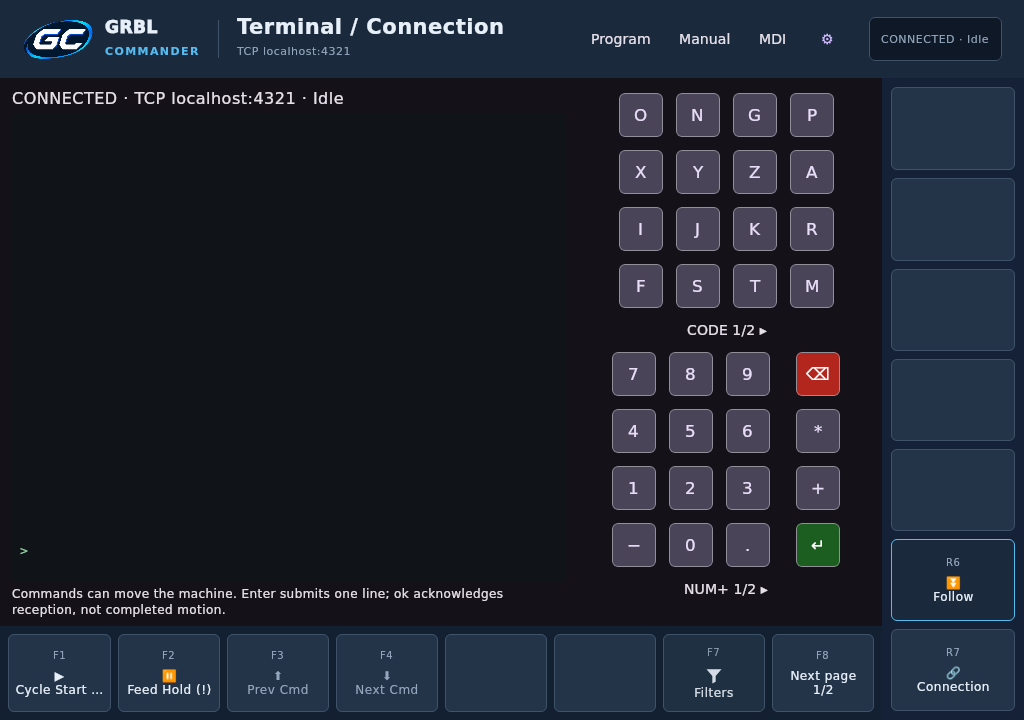 GC
GRBL
COMMANDER
Terminal / Connection
TCP localhost:4321
Program
Manual
MDI
CONNECTED · Idle
CONNECTED · TCP localhost:4321 · Idle
O N G P
X Y Z A
I J K R
F S T M
CODE 1/2 ▸
7 8 9 ⌫
4 5 6 *
1 2 3 +
− 0 . ↵
NUM+ 1/2 ▸
>
Commands can move the machine. Enter submits one line; ok acknowledges
reception, not completed motion.
R6
Follow
R7
Connection
F1
Cycle Start ...
F2
Feed Hold (!)
F3
Prev Cmd
F4
Next Cmd
F7
Filters
F8
Next page
1/2